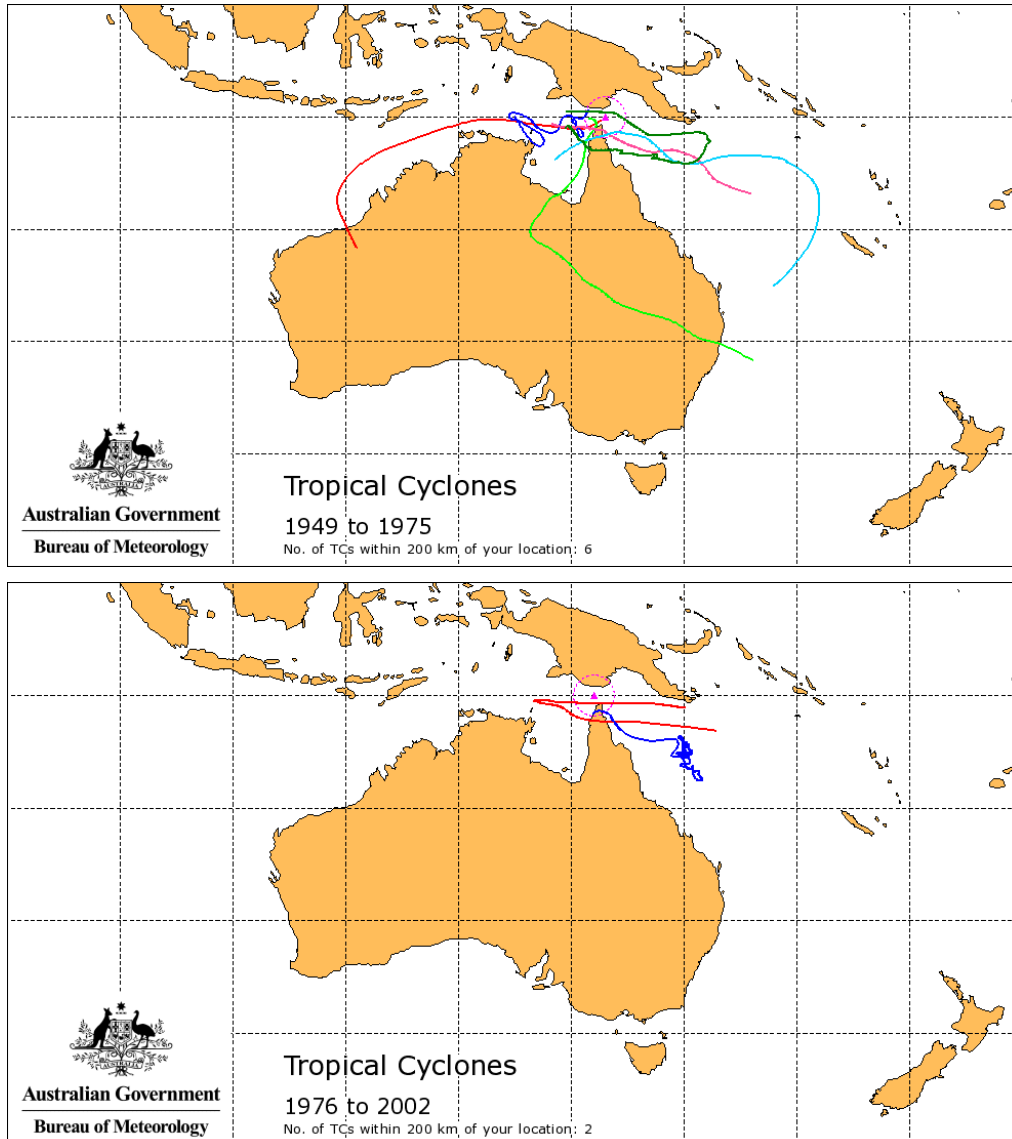 Australian Government
Bureau of Meteorology
Tropical Cyclones
1949 to 1975
No. of TCs within 200 km of your location: 6
Australian Government
Bureau of Meteorology
Tropical Cyclones
1976 to 2002
No. of TCs within 200 km of your location: 2